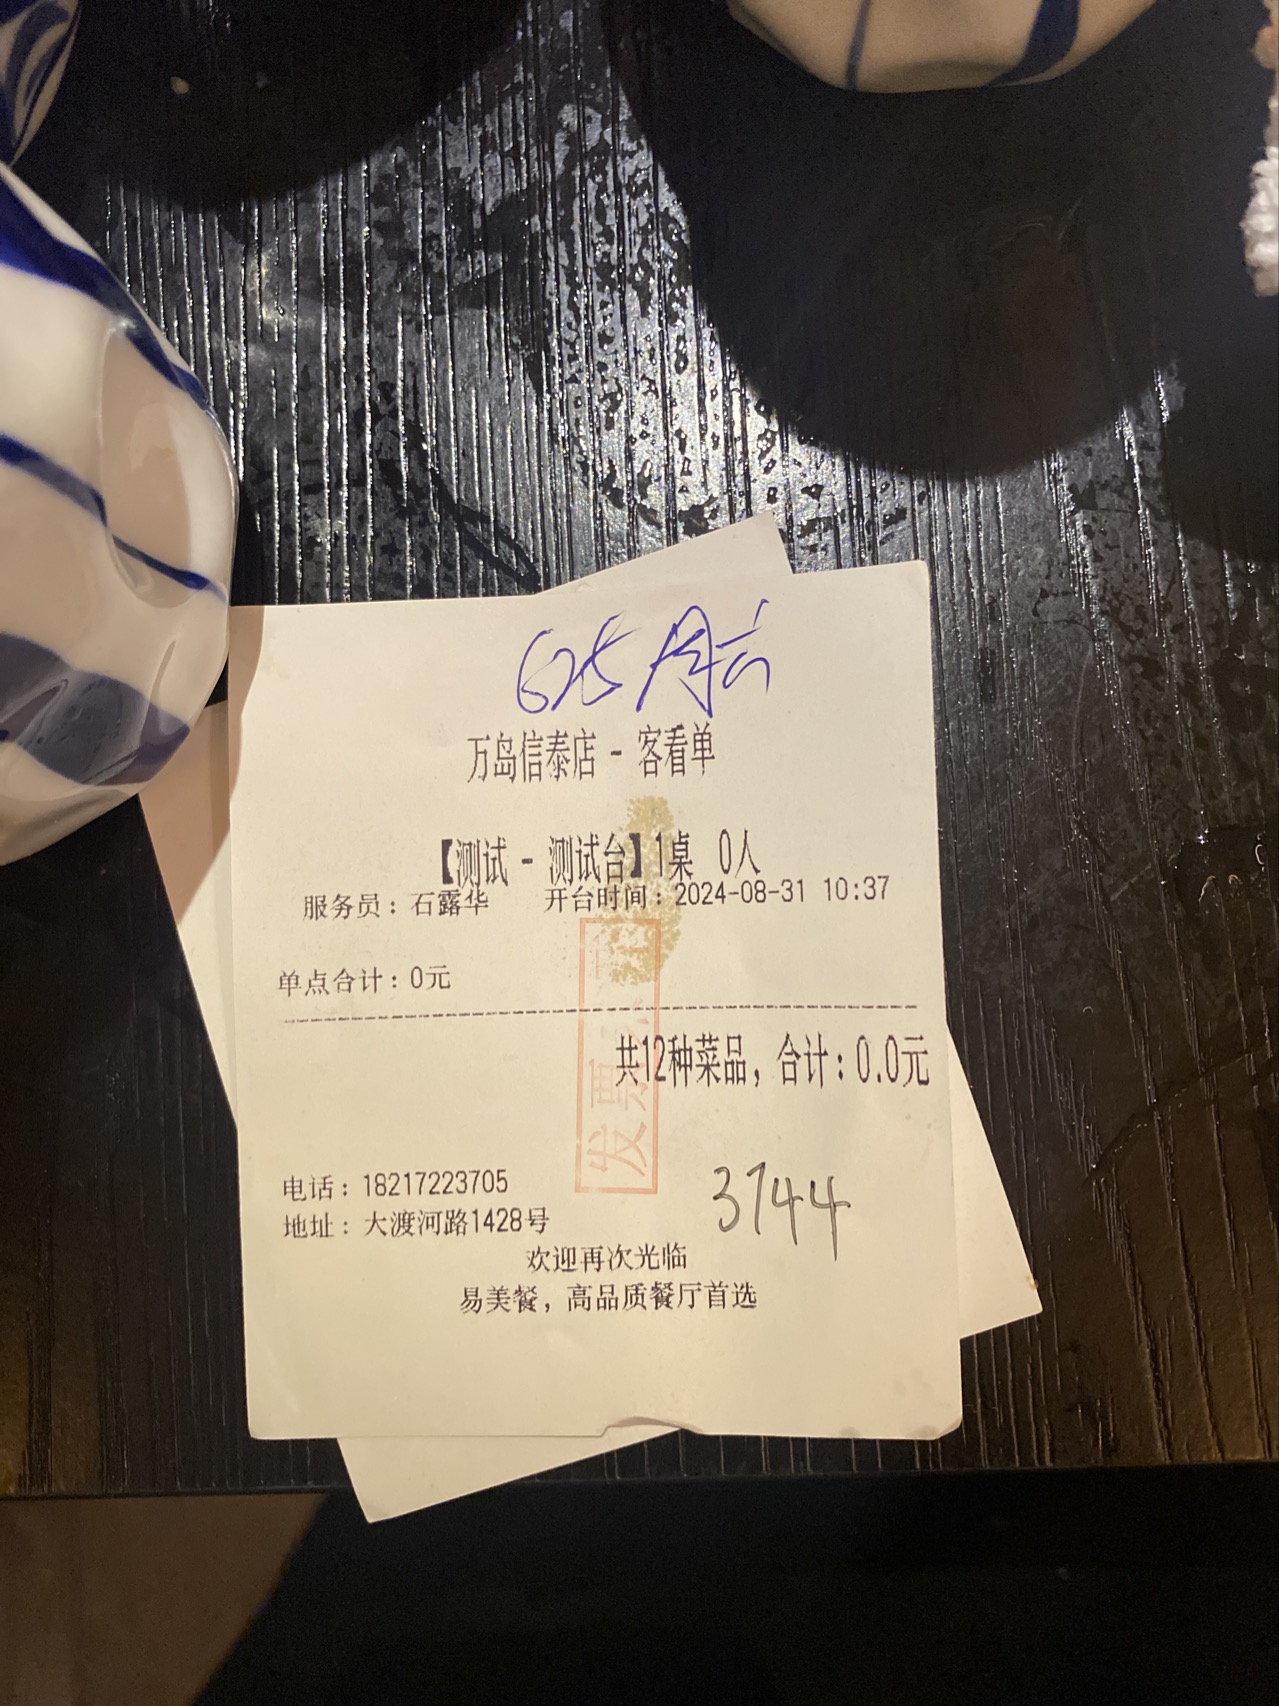 万岛信泰店 - 客看单
【测试 - 测试台】1桌 0人
服务员：石露华 开台时间：2024-08-31 10:37
单点合计：0元
共12种菜品，合计：0.0元
发票
电话：18217223705
3744
地址：大渡河路1428号
欢迎再次光临
易美餐，高品质餐厅首选